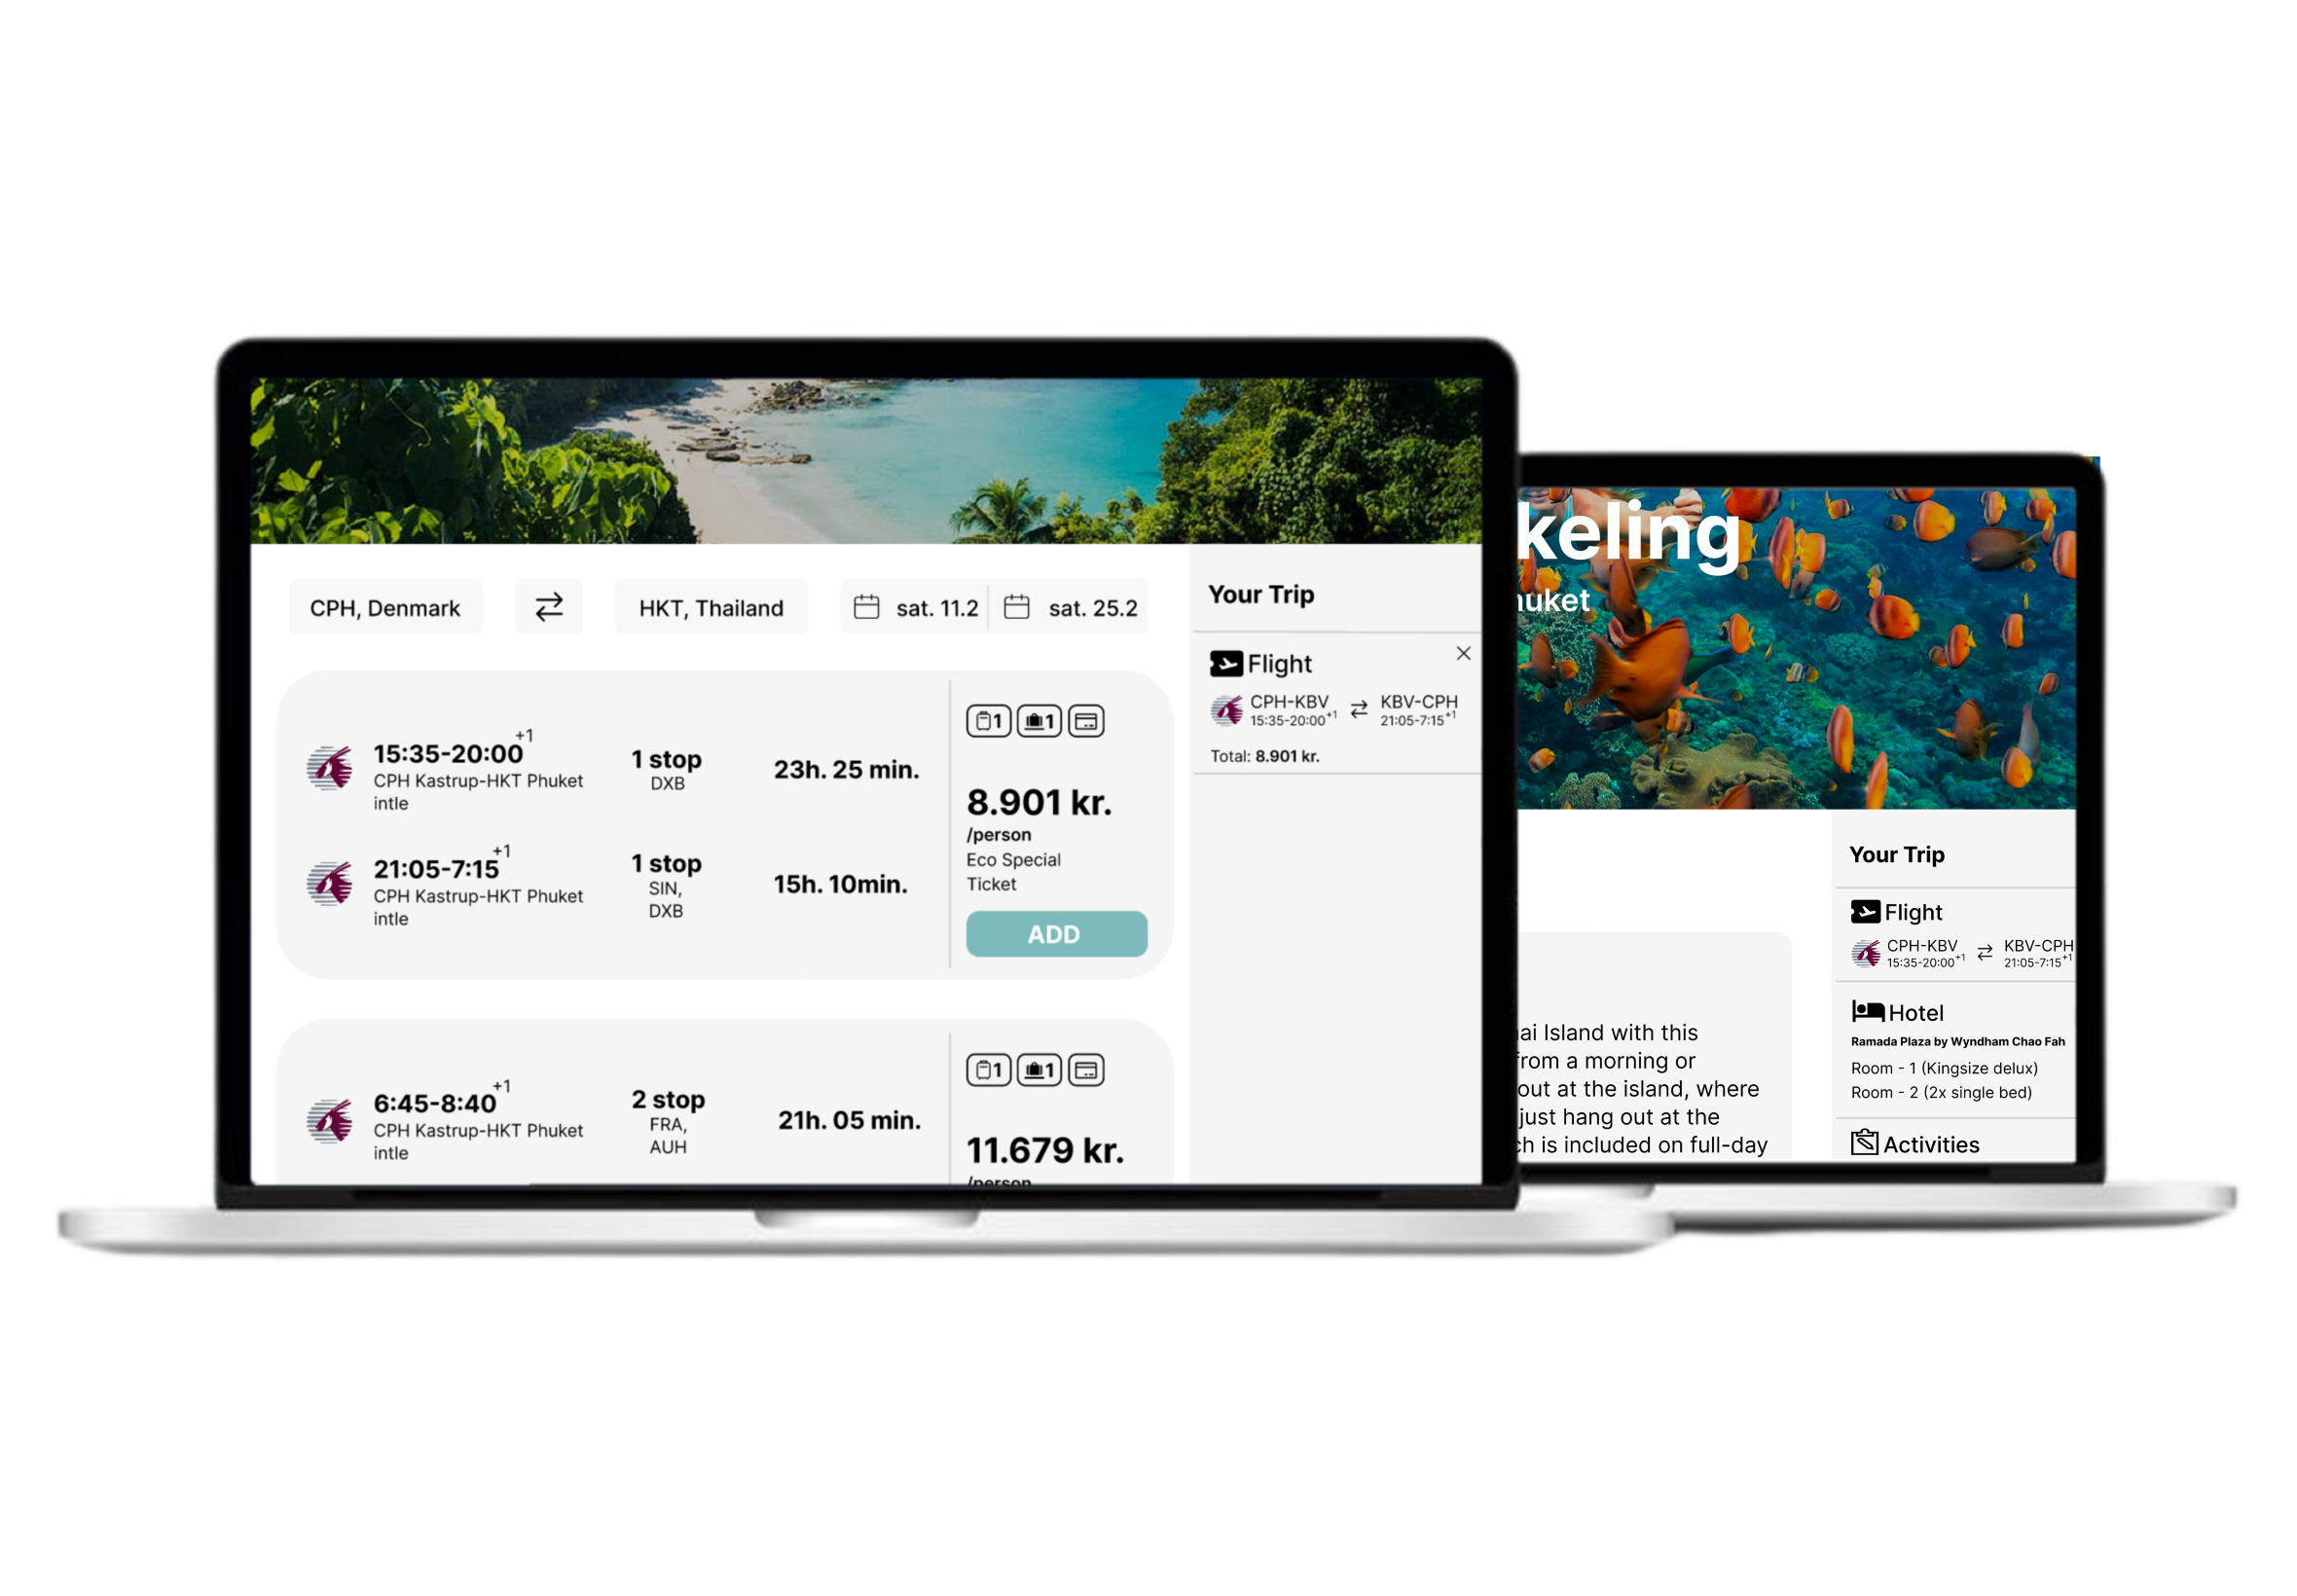 CPH, Denmark
HKT, Thailand
sat. 11.2
sat. 25.2
15:35-20:00 +1
CPH Kastrup-HKT Phuket
intle
1 stop
DXB
23h. 25 min.
21:05-7:15 +1
CPH Kastrup-HKT Phuket
intle
1 stop
SIN,
DXB
15h. 10min.
1 1
8.901 kr.
/person
Eco Special
Ticket
ADD
6:45-8:40 +1
CPH Kastrup-HKT Phuket
intle
2 stop
FRA,
AUH
21h. 05 min.
1 1
11.679 kr.
/person
Your Trip
Flight
CPH-KBV KBV-CPH
15:35-20:00+1 21:05-7:15+1
Total: 8.901 kr.
keling
uket
ai Island with this
from a morning or
out at the island, where
just hang out at the
ch is included on full-day
Your Trip
Flight
CPH-KBV KBV-CPH
15:35-20:00+1 21:05-7:15+1
Hotel
Ramada Plaza by Wyndham Chao Fah
Room - 1 (Kingsize delux)
Room - 2 (2x single bed)
Activities